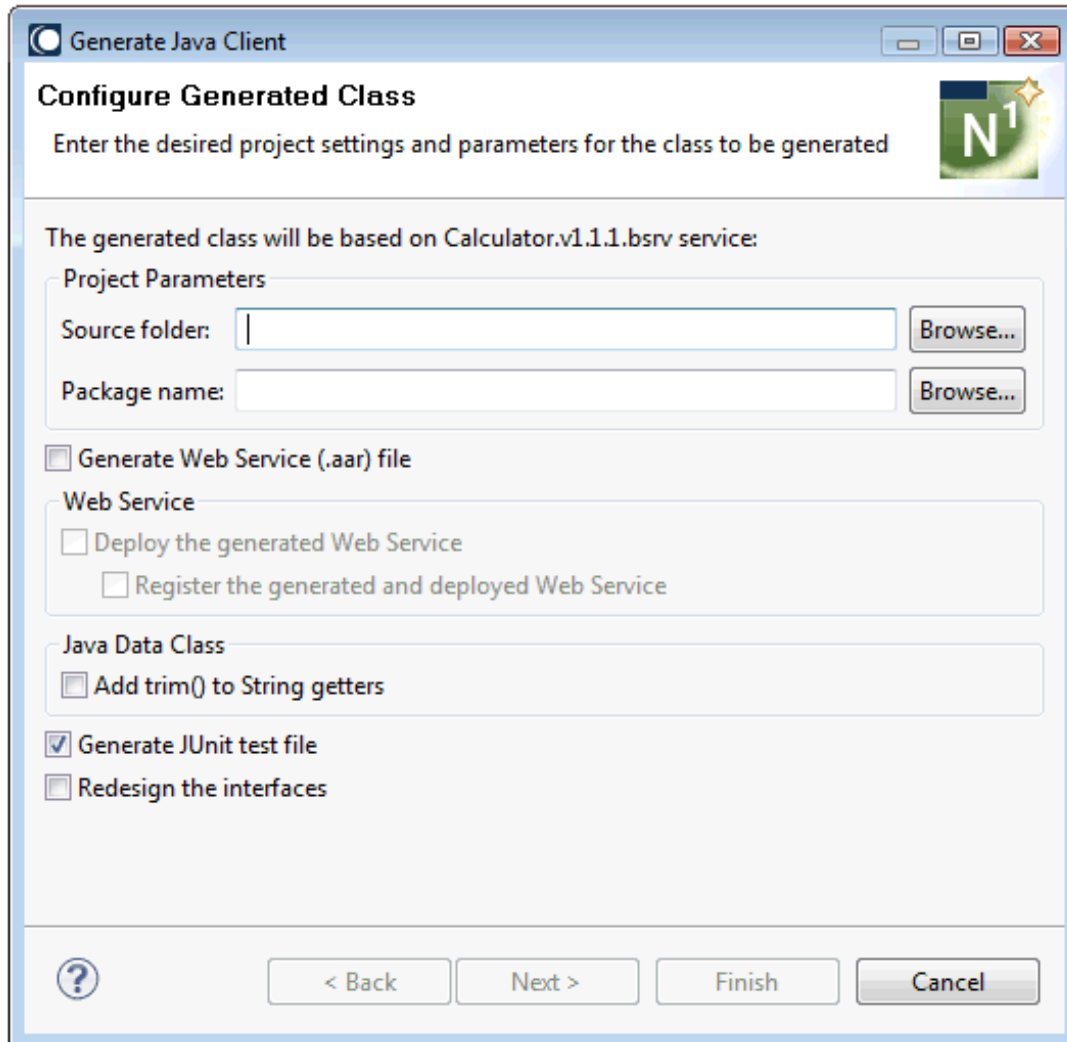 Generate Java Client
Configure Generated Class
Enter the desired project settings and parameters for the class to be generated
N1
The generated class will be based on Calculator.v1.1.1.bsrv service:
Project Parameters
Source folder: Browse...
Package name: Browse...
Generate Web Service (.aar) file
Web Service
Deploy the generated Web Service
Register the generated and deployed Web Service
Java Data Class
Add trim() to String getters
Generate JUnit test file
Redesign the interfaces
? < Back Next > Finish Cancel